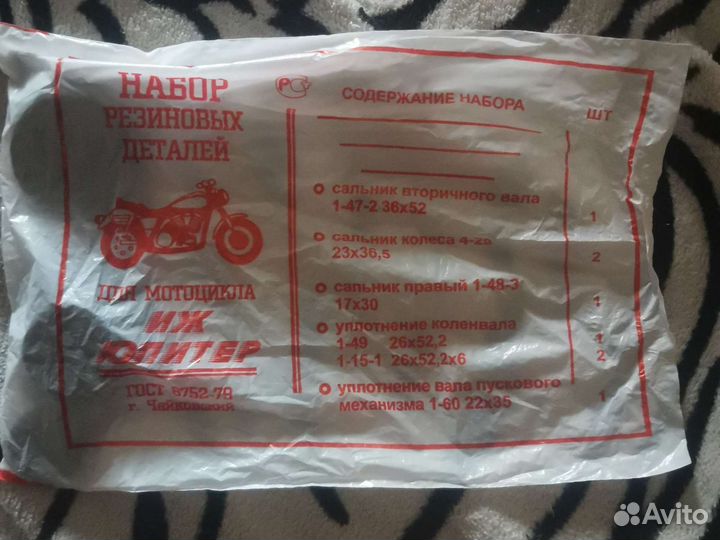 НАБОР
РЕЗИНОВЫХ
ДЕТАЛЕЙ
ДЛЯ МОТОЦИКЛА
ИЖ
ЮПИТЕР
ГОСТ 8752-79
г. Чайковский
РС
СОДЕРЖАНИЕ НАБОРА
ШТ
сальник вторичного вала
1-47-2 36х52
1
сальник колеса 4-28
23х36,5
2
сальник правый 1-48-3
17х30
1
уплотнение коленвала
1-49 26х52,2
1
1-15-1 26х52,2х6
2
уплотнение вала пускового
механизма 1-60 22х35
1
Avito